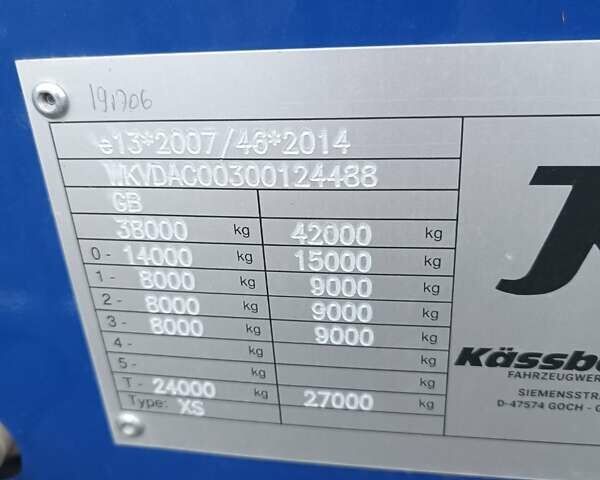 191706
e13*2007/46*2014
WKVDAC00300124488
GB
38000 kg 42000 kg
0 - 14000 kg 15000 kg
1 - 8000 kg 9000 kg
2 - 8000 kg 9000 kg
3 - 8000 kg 9000 kg
4 - kg kg
5 - kg kg
T - 24000 kg 27000 kg
Type: XS
Kässb
FAHRZEUGWER
SIEMENSSTR
D-47574 GOCH - G